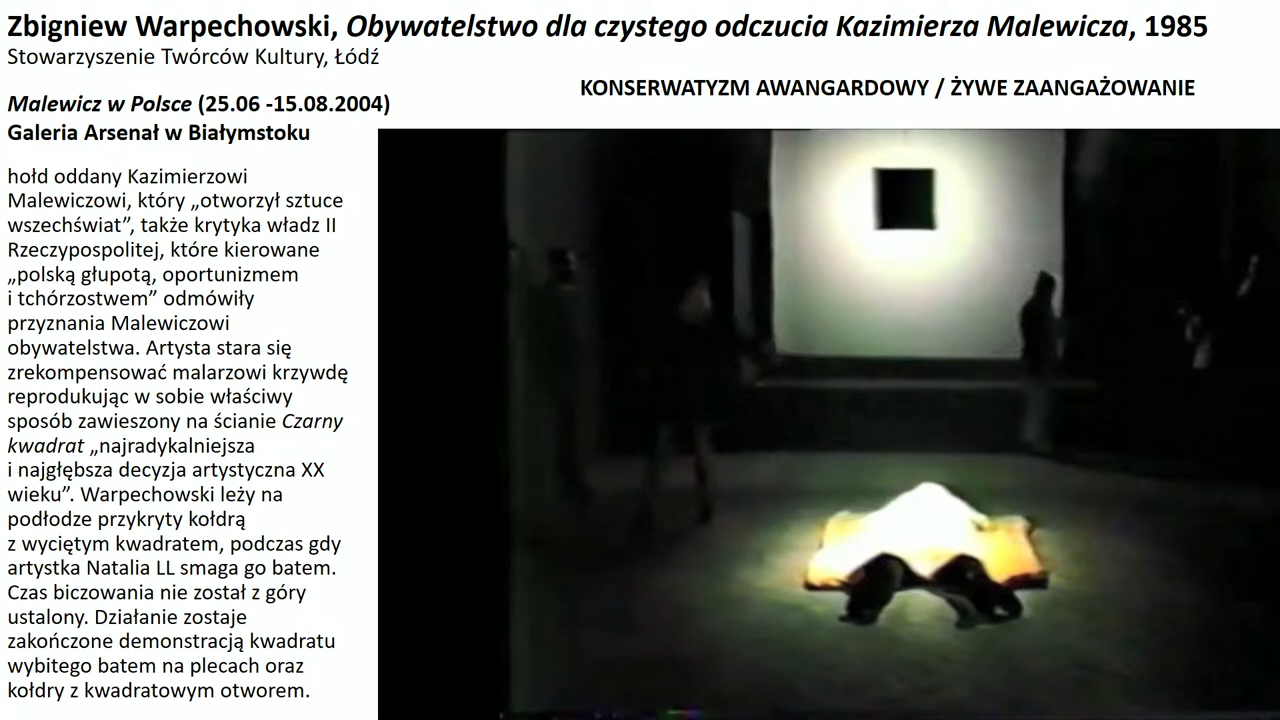 Zbigniew Warpechowski, Obywatelstwo dla czystego odczucia Kazimierza Malewicza, 1985
Stowarzyszenie Twórców Kultury, Łódź
KONSERWATYZM AWANGARDOWY / ŻYWE ZAANGAŻOWANIE
Malewicz w Polsce (25.06 -15.08.2004)
Galeria Arsenał w Białymstoku
hołd oddany Kazimierzowi
Malewiczowi, który „otworzył sztuce
wszechświat”, także krytyka władz II
Rzeczypospolitej, które kierowane
„polską głupotą, oportunizmem
i tchórzostwem” odmówiły
przyznania Malewiczowi
obywatelstwa. Artysta stara się
zrekompensować malarzowi krzywdę
reprodukując w sobie właściwy
sposób zawieszony na ścianie Czarny
kwadrat „najradykalniejsza
i najgłębsza decyzja artystyczna XX
wieku”. Warpechowski leży na
podłodze przykryty kołdrą
z wyciętym kwadratem, podczas gdy
artystka Natalia LL smaga go batem.
Czas biczowania nie został z góry
ustalony. Działanie zostaje
zakończone demonstracją kwadratu
wybitego batem na plecach oraz
kołdry z kwadratowym otworem.